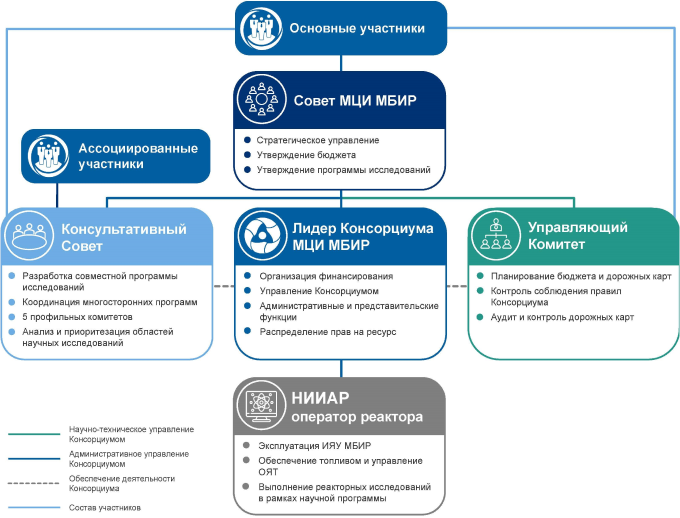 Основные участники
Совет МЦИ МБИР
Стратегическое управление
Утверждение бюджета
Утверждение программы исследований
Ассоциированные
участники
Консультативный
Совет
Разработка совместной программы
исследований
Координация многосторонних программ
5 профильных комитетов
Анализ и приоритезация областей
научных исследований
Лидер Консорциума
МЦИ МБИР
Организация финансирования
Управление Консорциумом
Административные и представительские
функции
Распределение прав на ресурс
Управляющий
Комитет
Планирование бюджета и дорожных карт
Контроль соблюдения правил
Консорциума
Аудит и контроль дорожных карт
НИИАР
оператор реактора
Эксплуатация ИЯУ МБИР
Обеспечение топливом и управление
ОЯТ
Выполнение реакторных исследований
в рамках научной программы
Научно-техническое управление
Консорциумом
Административное управление
Консорциумом
Обеспечение деятельности
Консорциума
Состав участников